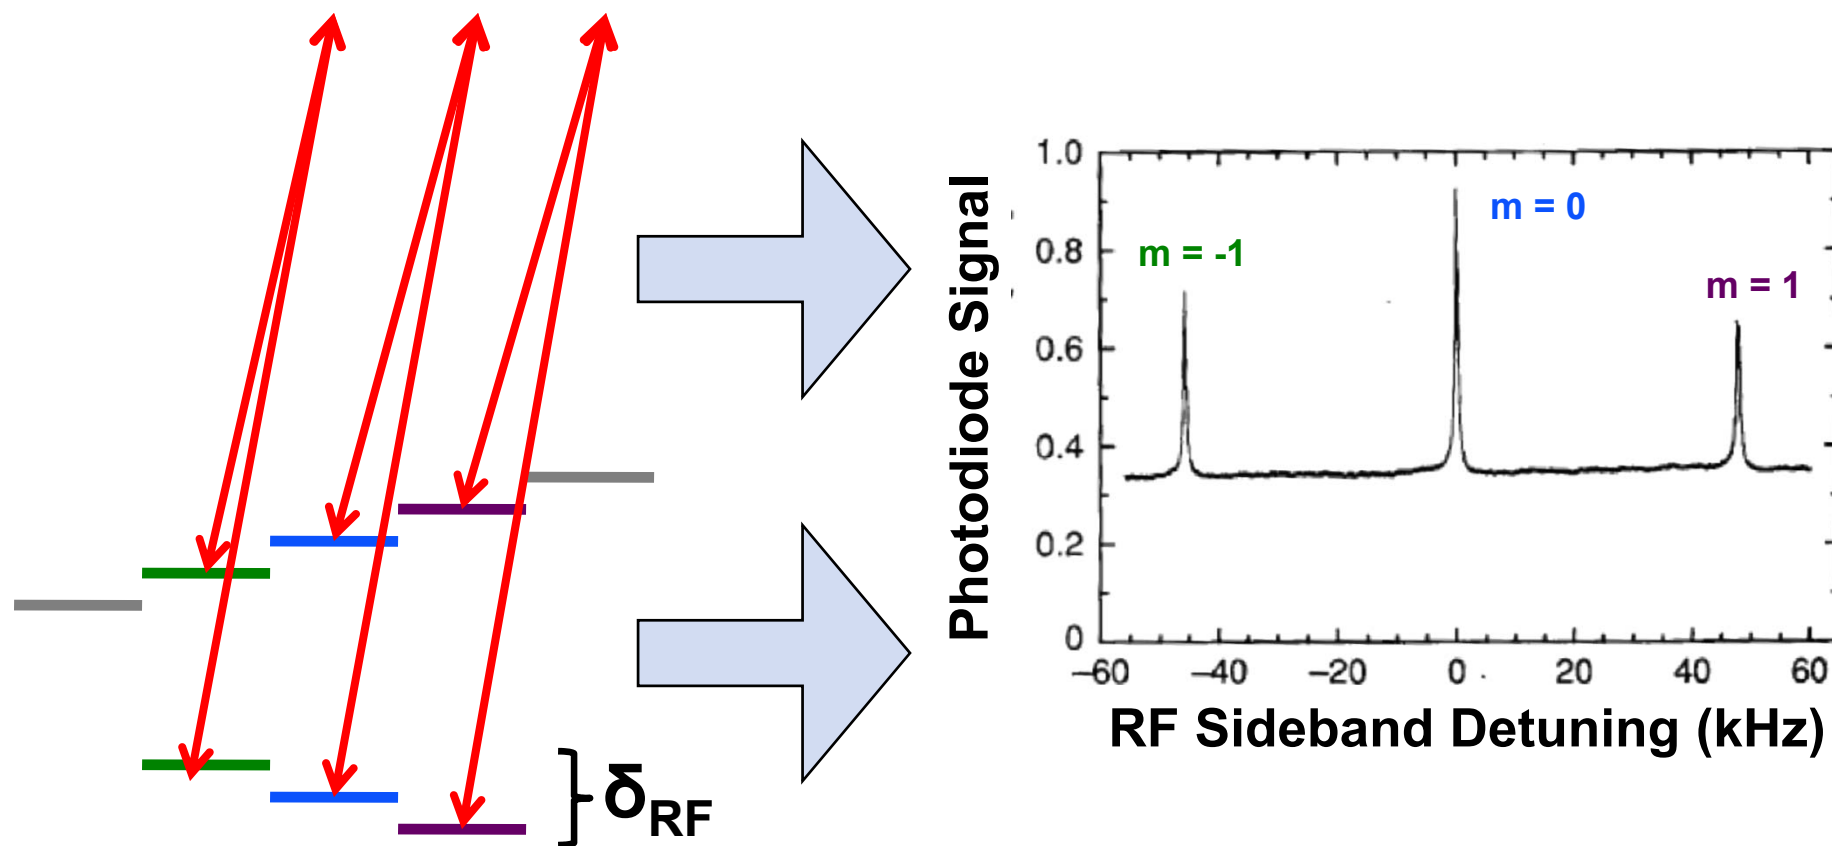 δRF
Photodiode Signal
1.0
0.8
0.6
0.4
0.2
0
m = -1
m = 0
m = 1
–60 –40 –20 0 20 40 60
RF Sideband Detuning (kHz)